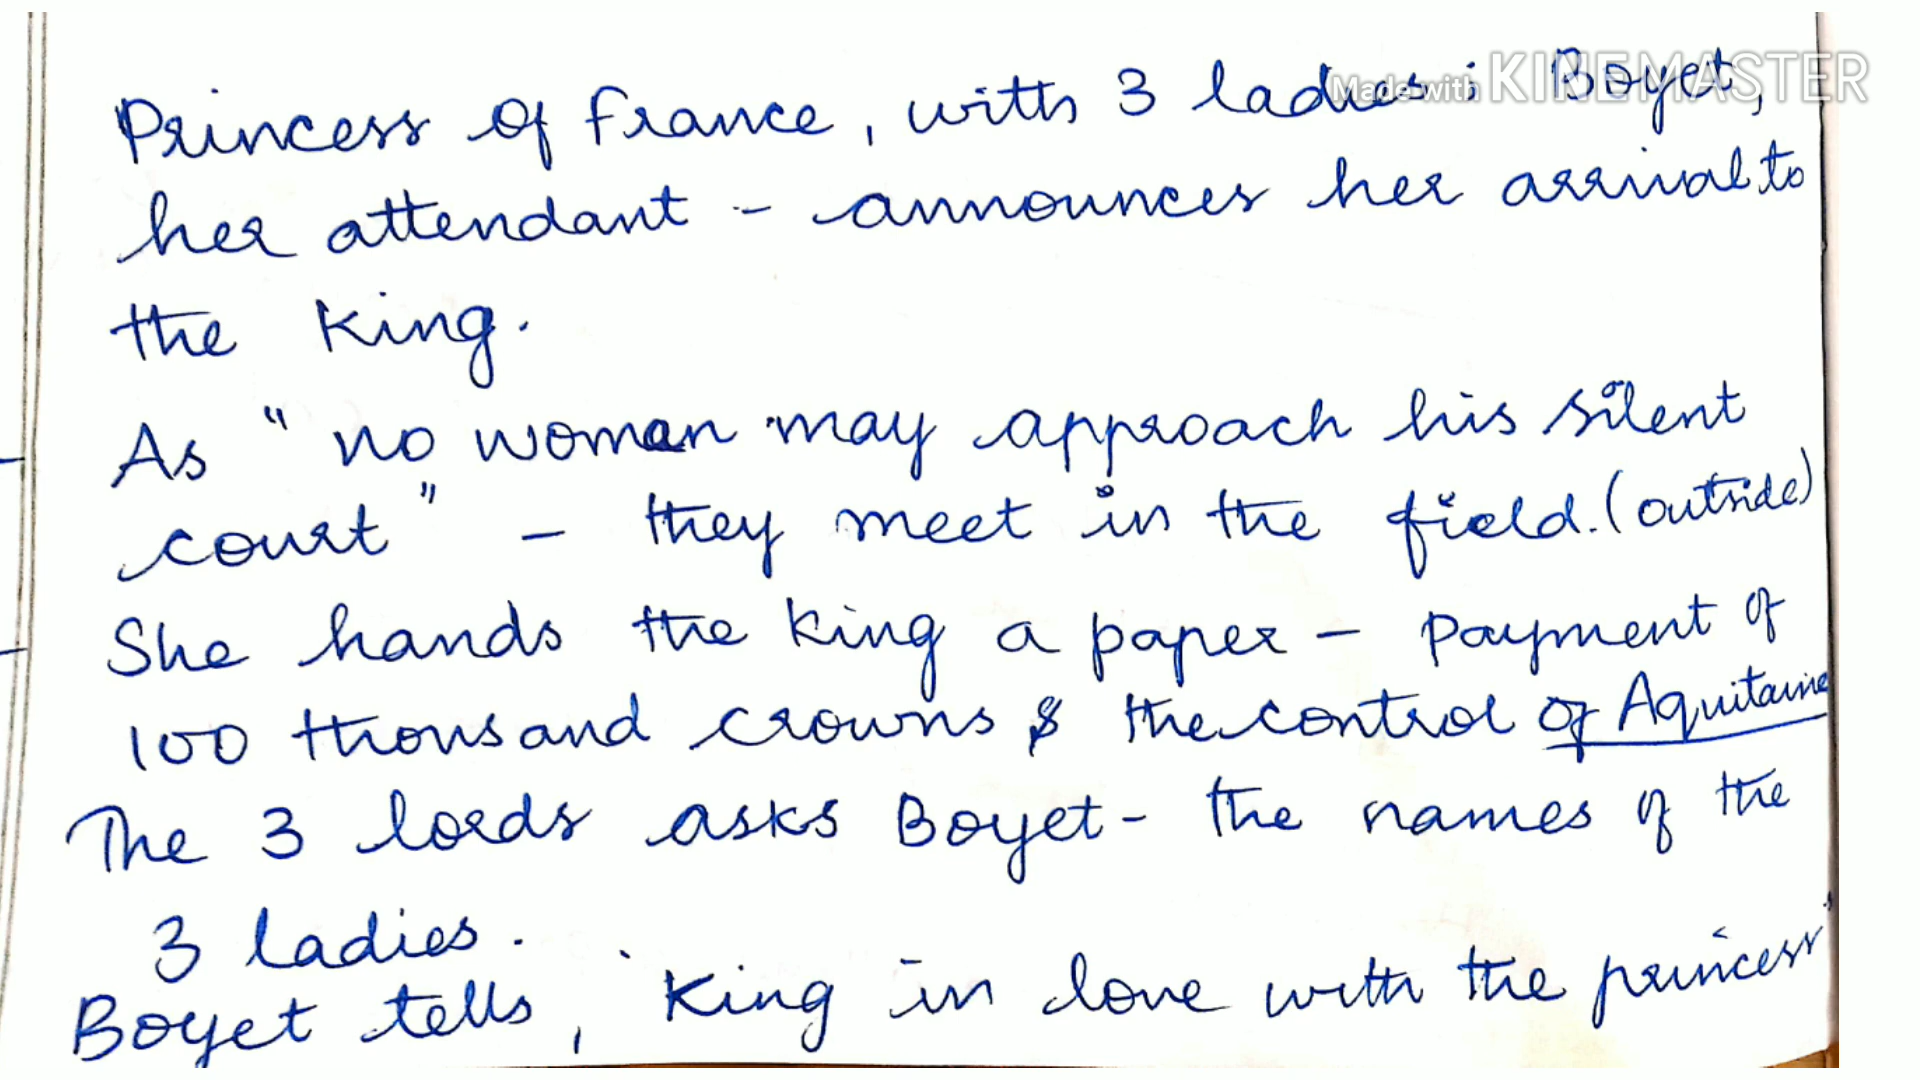 Made with KINEMASTER
Princess of France, with 3 ladies; Boyet,
her attendant - announces her arrival to
the King.
As "no woman may approach his silent
court" - they meet in the field. (outside)
She hands the King a paper - Payment of
100 thousand crowns & the control of Aquitaine
The 3 lords asks Boyet - the names of the
3 ladies.
Boyet tells, King in love with the princess